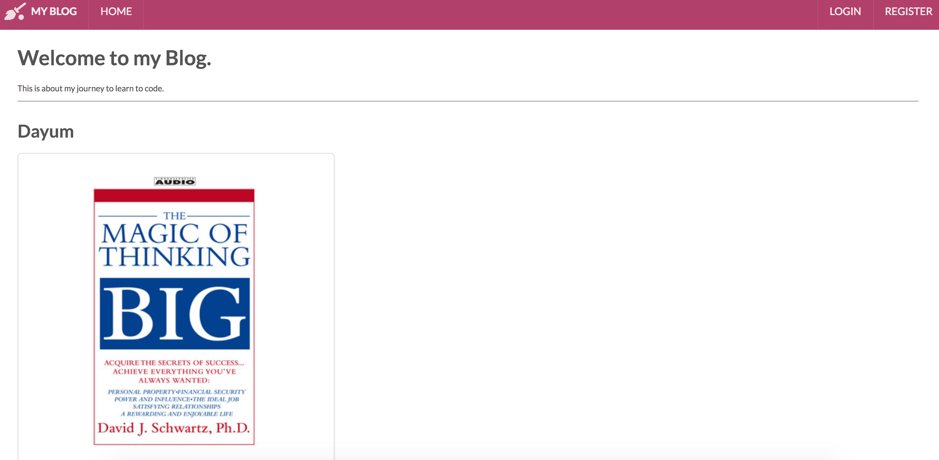 MY BLOG HOME LOGIN REGISTER
Welcome to my Blog.
This is about my journey to learn to code.
Dayum
AUDIO
THE
MAGIC OF
THINKING
BIG
ACQUIRE THE SECRETS OF SUCCESS...
ACHIEVE EVERYTHING YOU'VE
ALWAYS WANTED:
PERSONAL PROPERTY•FINANCIAL SECURITY
POWER AND INFLUENCE•THE IDEAL JOB
SATISFYING RELATIONSHIPS
A REWARDING AND ENJOYABLE LIFE
David J. Schwartz, Ph.D.